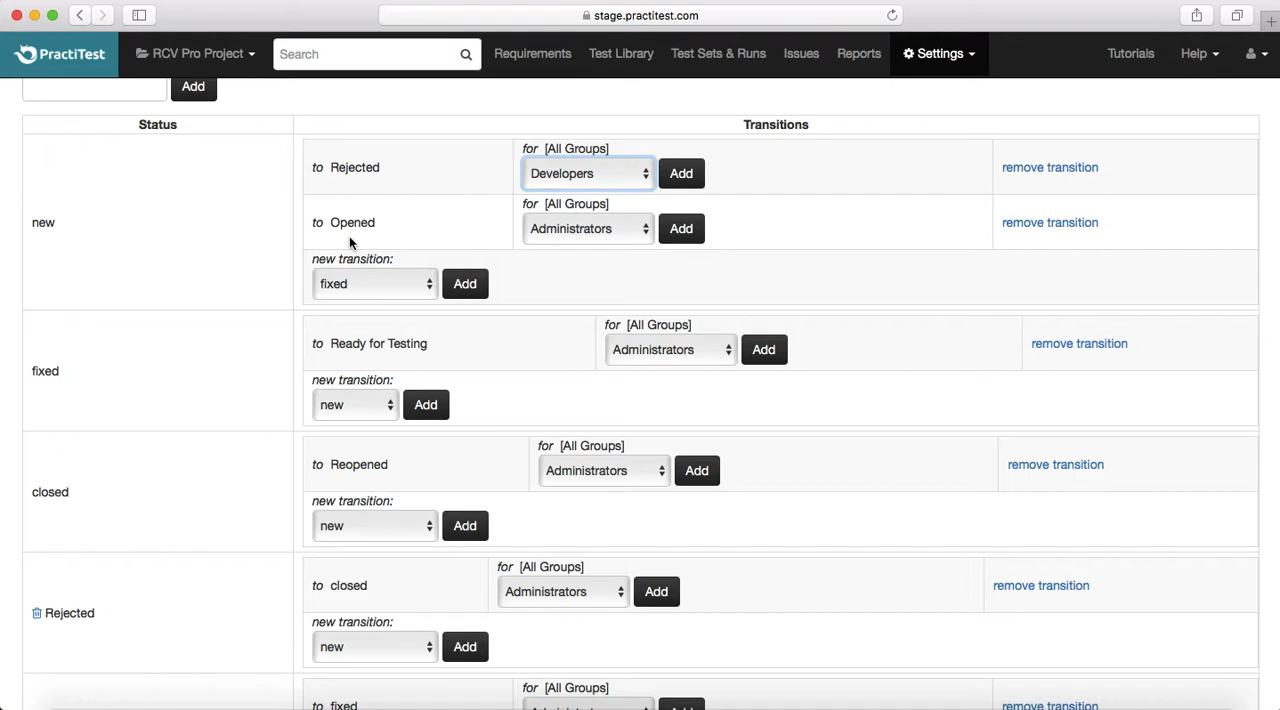 stage.practitest.com
PractiTest RCV Pro Project Search Requirements Test Library Test Sets & Runs Issues Reports Settings Tutorials Help
Add
Status Transitions
new
to Rejected
for [All Groups]
Developers Add
remove transition
to Opened
for [All Groups]
Administrators Add
remove transition
new transition:
fixed Add
fixed
to Ready for Testing
for [All Groups]
Administrators Add
remove transition
new transition:
new Add
closed
to Reopened
for [All Groups]
Administrators Add
remove transition
new transition:
new Add
Rejected
to closed
for [All Groups]
Administrators Add
remove transition
new transition:
new Add
to fixed
for [All Groups]
Administrators Add
remove transition